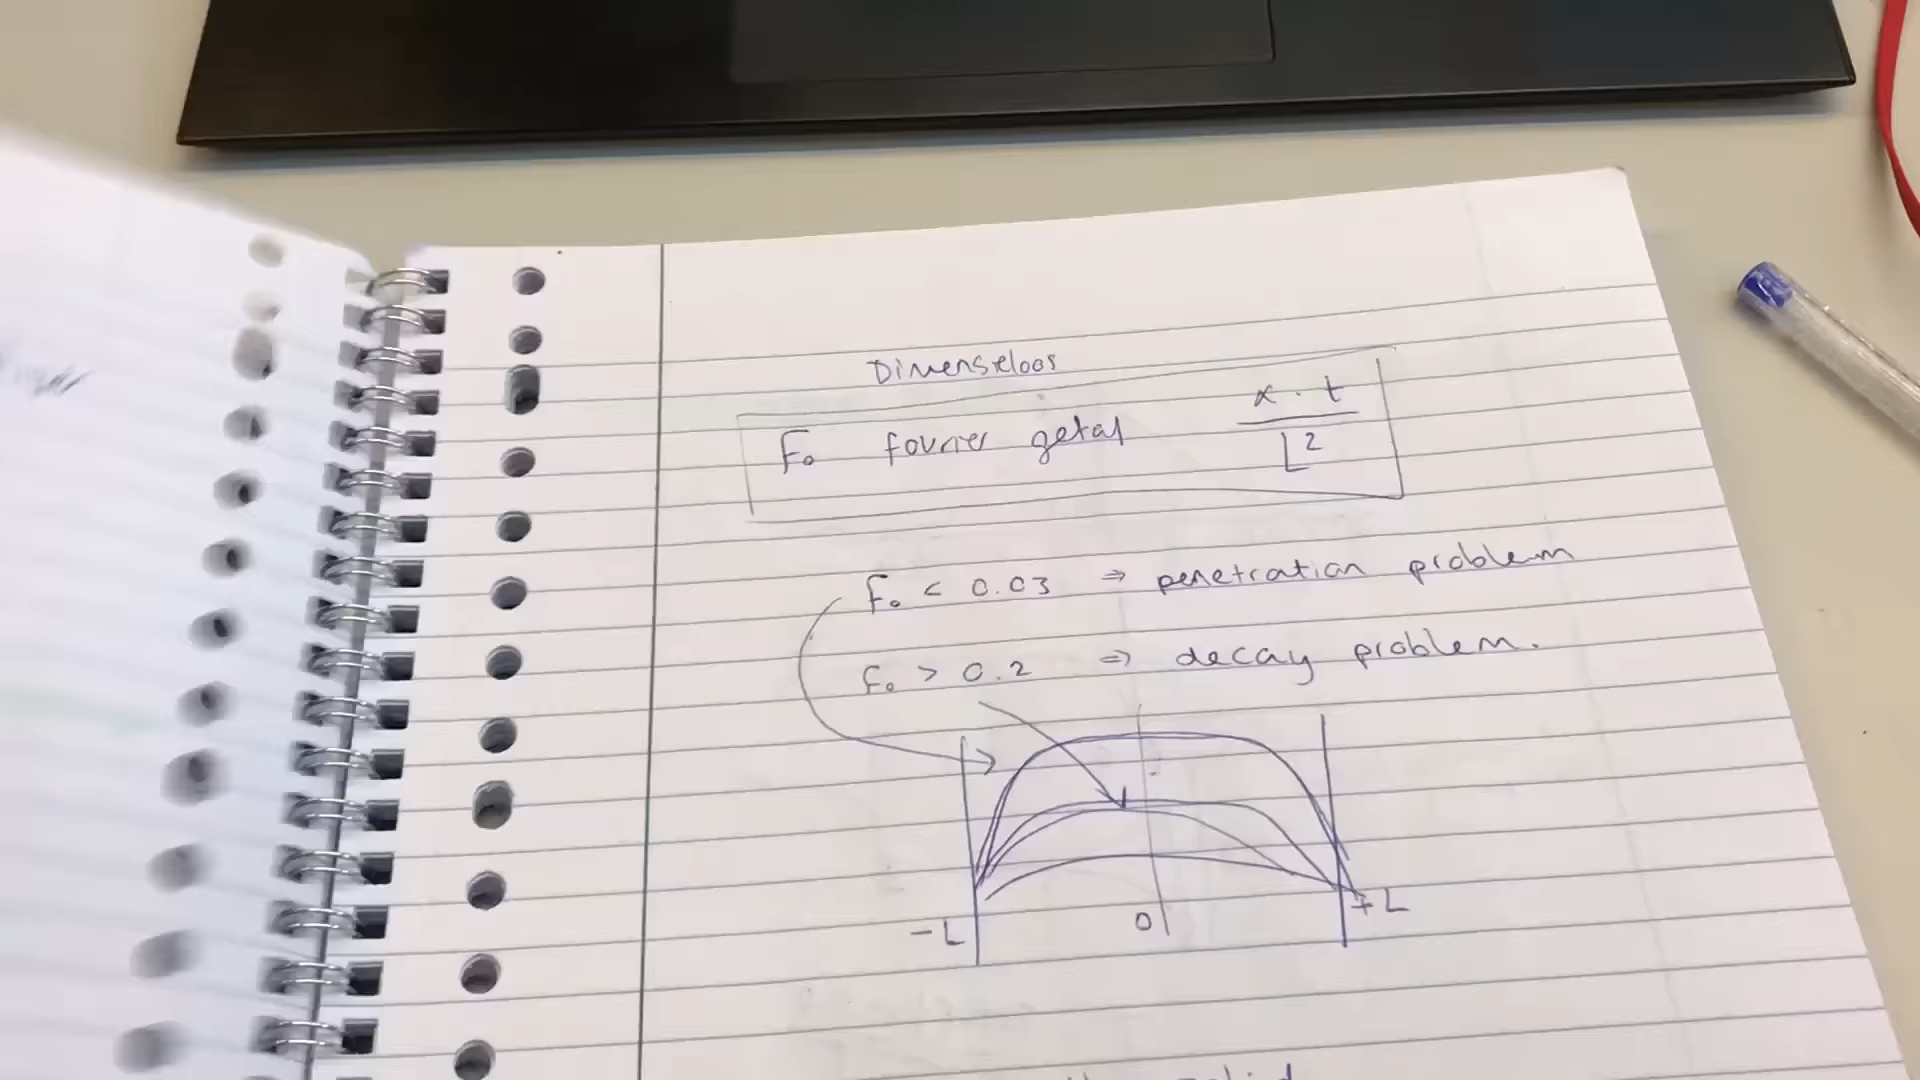 Dimensieloos
Fo fourier getal α · t / L²
Fo < 0.03 ⇒ penetration problem
Fo > 0.2 ⇒ decay problem.
-L 0 +L